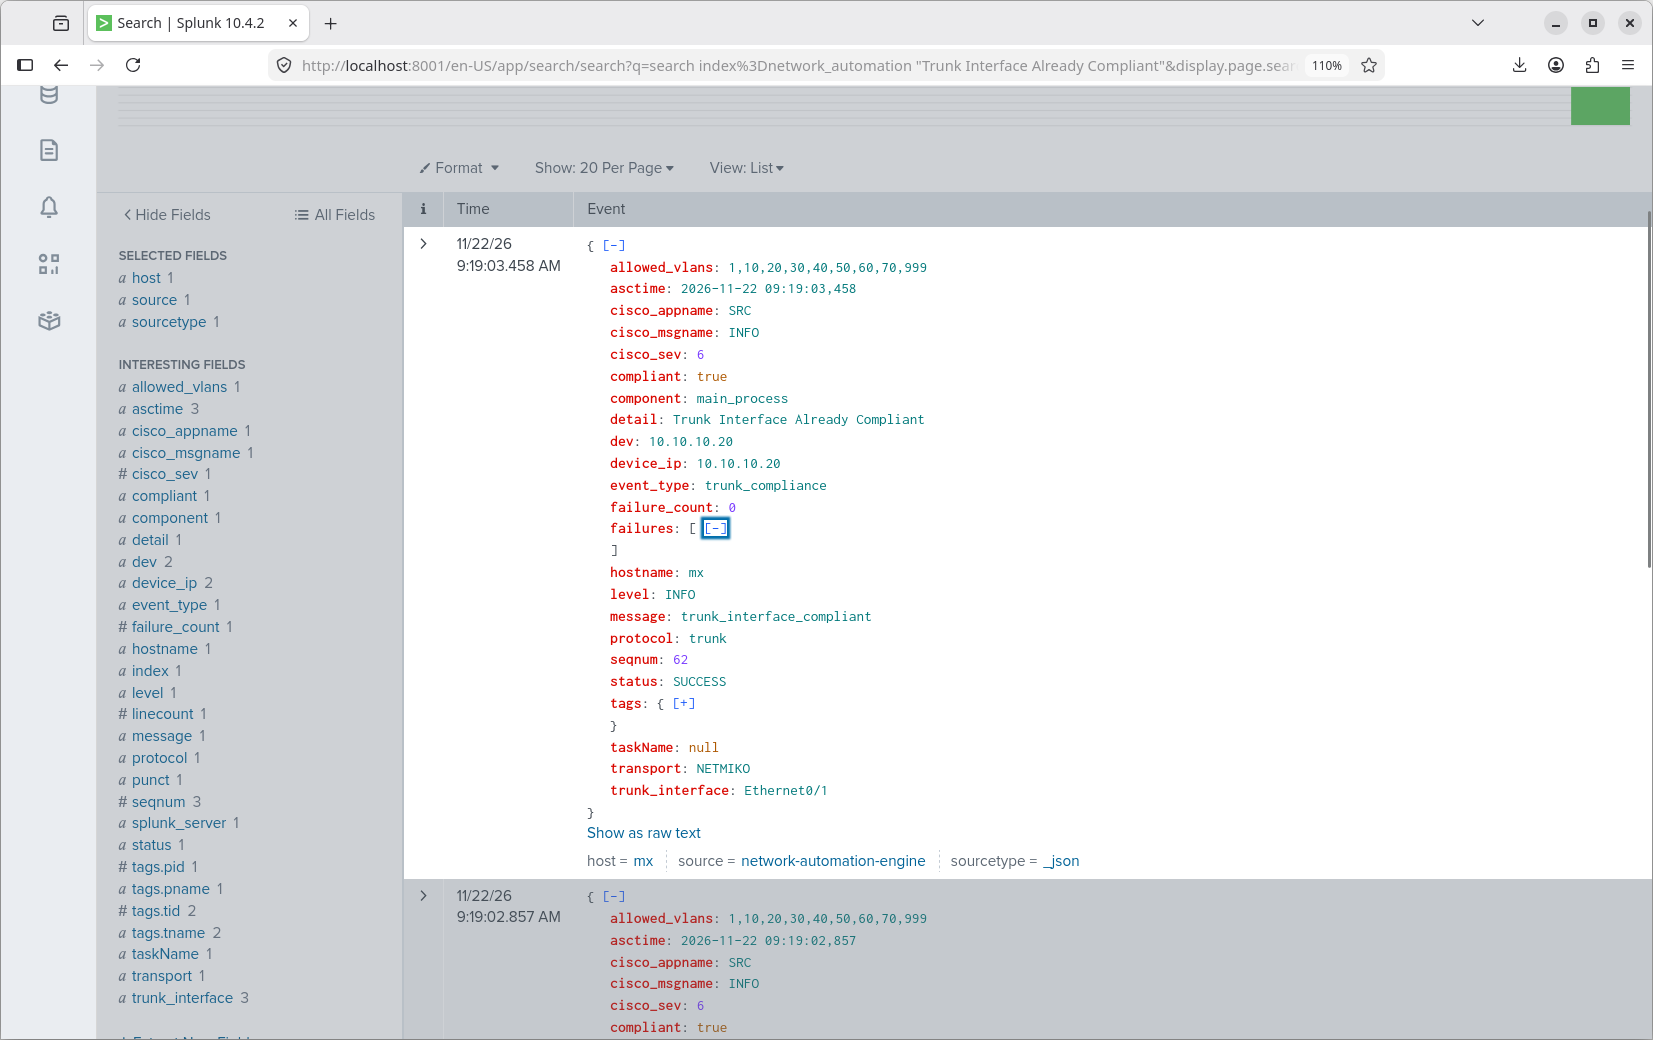 Search | Splunk 10.4.2
http://localhost:8001/en-US/app/search/search?q=search index%3Dnetwork_automation "Trunk Interface Already Compliant"&display.page.sear
110%
Format
Show: 20 Per Page
View: List
Hide Fields
All Fields
i
Time
Event
SELECTED FIELDS
a host 1
a source 1
a sourcetype 1
INTERESTING FIELDS
a allowed_vlans 1
a asctime 3
a cisco_appname 1
a cisco_msgname 1
# cisco_sev 1
a compliant 1
a component 1
a detail 1
a dev 2
a device_ip 2
a event_type 1
# failure_count 1
a hostname 1
a index 1
a level 1
# linecount 1
a message 1
a protocol 1
a punct 1
# seqnum 3
a splunk_server 1
a status 1
# tags.pid 1
a tags.pname 1
# tags.tid 2
a tags.tname 2
a taskName 1
a transport 1
a trunk_interface 3
11/22/26
9:19:03.458 AM
{ [-]
allowed_vlans: 1,10,20,30,40,50,60,70,999
asctime: 2026-11-22 09:19:03,458
cisco_appname: SRC
cisco_msgname: INFO
cisco_sev: 6
compliant: true
component: main_process
detail: Trunk Interface Already Compliant
dev: 10.10.10.20
device_ip: 10.10.10.20
event_type: trunk_compliance
failure_count: 0
failures: [ [-]
]
hostname: mx
level: INFO
message: trunk_interface_compliant
protocol: trunk
seqnum: 62
status: SUCCESS
tags: { [+]
}
taskName: null
transport: NETMIKO
trunk_interface: Ethernet0/1
}
Show as raw text
host = mx
source = network-automation-engine
sourcetype = _json
11/22/26
9:19:02.857 AM
{ [-]
allowed_vlans: 1,10,20,30,40,50,60,70,999
asctime: 2026-11-22 09:19:02,857
cisco_appname: SRC
cisco_msgname: INFO
cisco_sev: 6
compliant: true